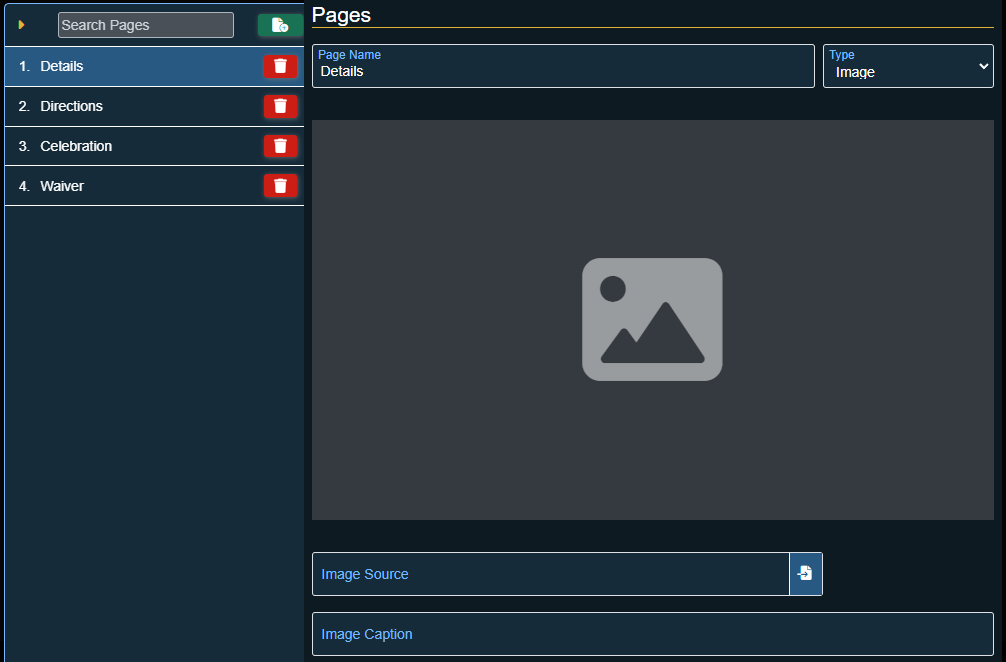 Search Pages
1. Details
2. Directions
3. Celebration
4. Waiver
Pages
Page Name
Details
Type
Image
Image Source
Image Caption